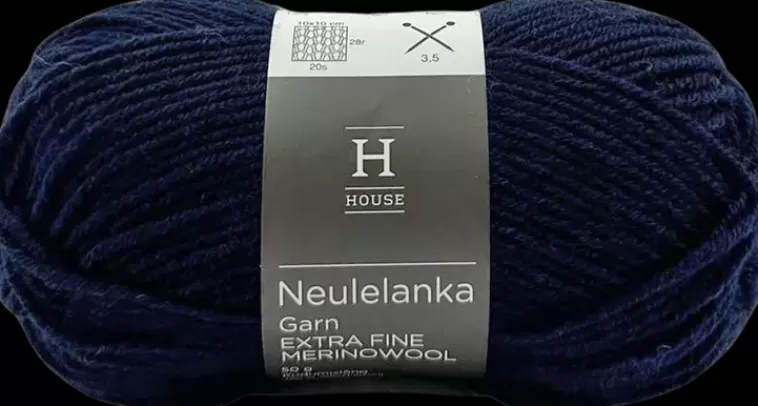 10x10 cm
28r
20s
3,5
H
HOUSE
Neulelanka
Garn
EXTRA FINE
MERINOWOOL
50 g